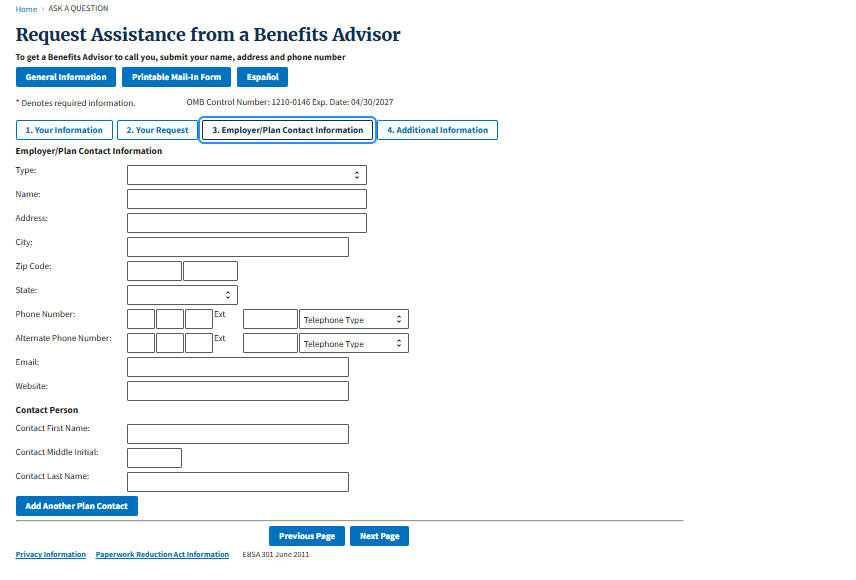 Home › ASK A QUESTION
Request Assistance from a Benefits Advisor
To get a Benefits Advisor to call you, submit your name, address and phone number
General Information Printable Mail-In Form Español
* Denotes required information. OMB Control Number: 1210-0146 Exp. Date: 04/30/2027
1. Your Information 2. Your Request 3. Employer/Plan Contact Information 4. Additional Information
Employer/Plan Contact Information
Type:
Name:
Address:
City:
Zip Code:
State:
Phone Number: Ext Telephone Type
Alternate Phone Number: Ext Telephone Type
Email:
Website:
Contact Person
Contact First Name:
Contact Middle Initial:
Contact Last Name:
Add Another Plan Contact
Previous Page Next Page
Privacy Information Paperwork Reduction Act Information EBSA 301 June 2011